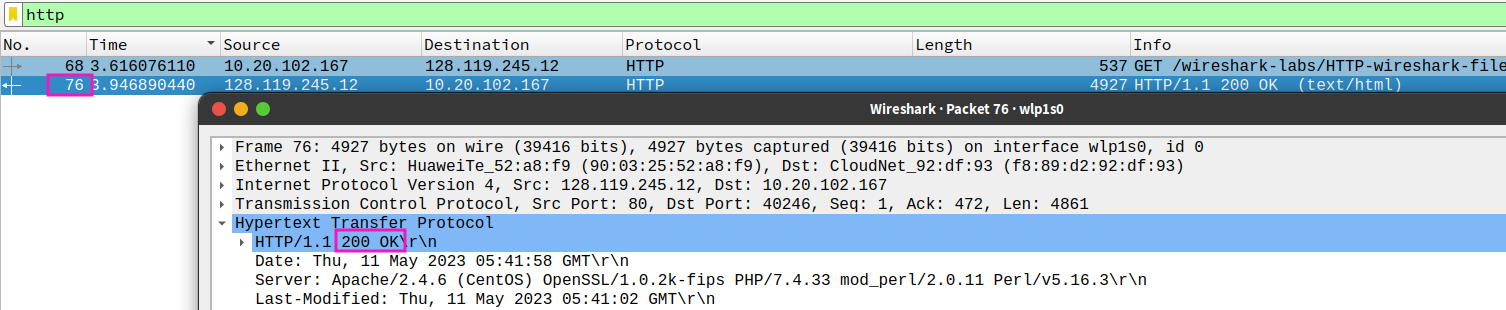 http
No. Time Source Destination Protocol Length Info
68 3.616076110 10.20.102.167 128.119.245.12 HTTP 537 GET /wireshark-labs/HTTP-wireshark-file
76 3.946890440 128.119.245.12 10.20.102.167 HTTP 4927 HTTP/1.1 200 OK (text/html)
Wireshark · Packet 76 · wlp1s0
Frame 76: 4927 bytes on wire (39416 bits), 4927 bytes captured (39416 bits) on interface wlp1s0, id 0
Ethernet II, Src: HuaweiTe_52:a8:f9 (90:03:25:52:a8:f9), Dst: CloudNet_92:df:93 (f8:89:d2:92:df:93)
Internet Protocol Version 4, Src: 128.119.245.12, Dst: 10.20.102.167
Transmission Control Protocol, Src Port: 80, Dst Port: 40246, Seq: 1, Ack: 472, Len: 4861
Hypertext Transfer Protocol
HTTP/1.1 200 OK\r\n
Date: Thu, 11 May 2023 05:41:58 GMT\r\n
Server: Apache/2.4.6 (CentOS) OpenSSL/1.0.2k-fips PHP/7.4.33 mod_perl/2.0.11 Perl/v5.16.3\r\n
Last-Modified: Thu, 11 May 2023 05:41:02 GMT\r\n